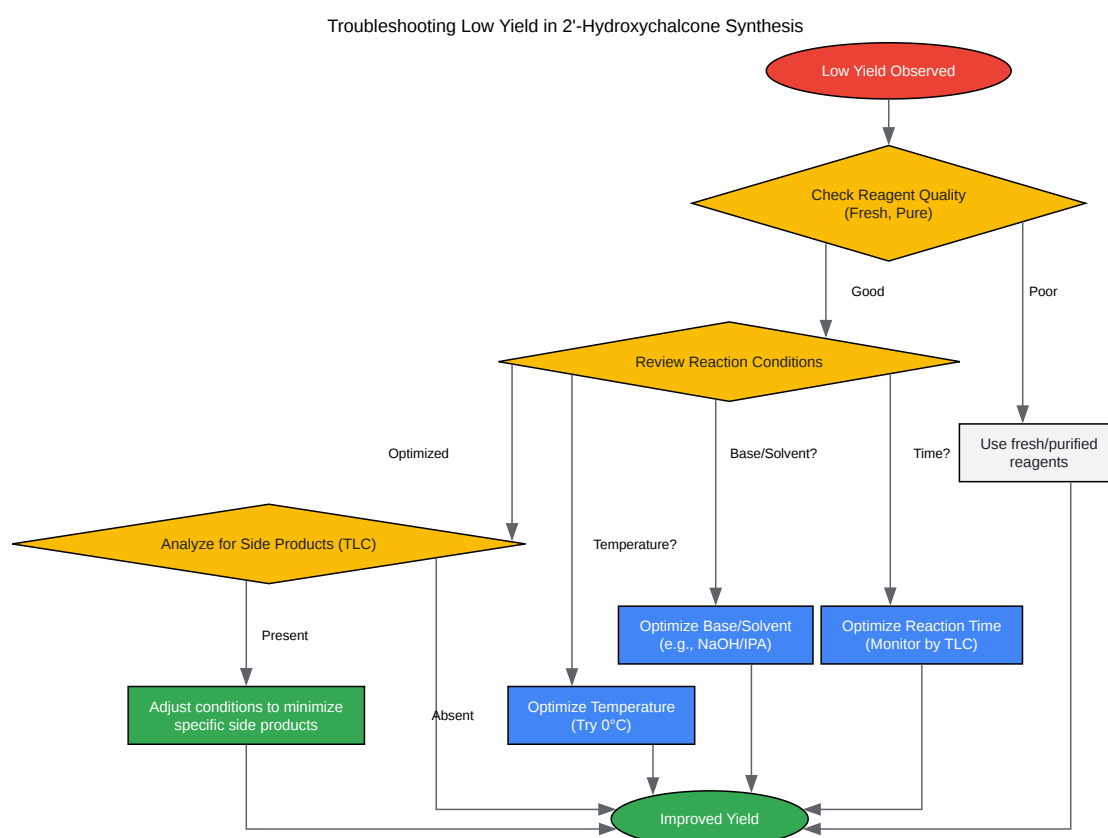 Troubleshooting Low Yield in 2'-Hydroxychalcone Synthesis
Low Yield Observed
Check Reagent Quality
(Fresh, Pure)
Good
Poor
Review Reaction Conditions
Optimized
Base/Solvent?
Time?
Use fresh/purified
reagents
Analyze for Side Products (TLC)
Temperature?
Present
Optimize Base/Solvent
(e.g., NaOH/IPA)
Optimize Reaction Time
(Monitor by TLC)
Adjust conditions to minimize
specific side products
Absent
Optimize Temperature
(Try 0°C)
Improved Yield